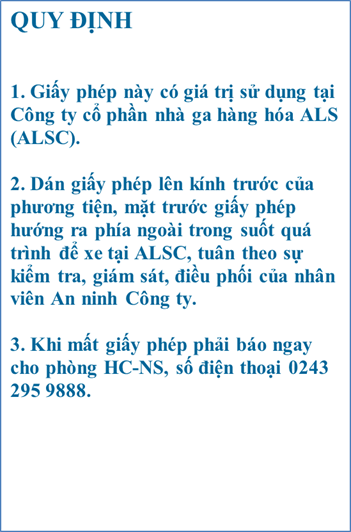 QUY ĐỊNH
1. Giấy phép này có giá trị sử dụng tại
Công ty cổ phần nhà ga hàng hóa ALS
(ALSC).
2. Dán giấy phép lên kính trước của
phương tiện, mặt trước giấy phép
hướng ra phía ngoài trong suốt quá
trình để xe tại ALSC, tuân theo sự
kiểm tra, giám sát, điều phối của nhân
viên An ninh Công ty.
3. Khi mất giấy phép phải báo ngay
cho phòng HC-NS, số điện thoại 0243
295 9888.